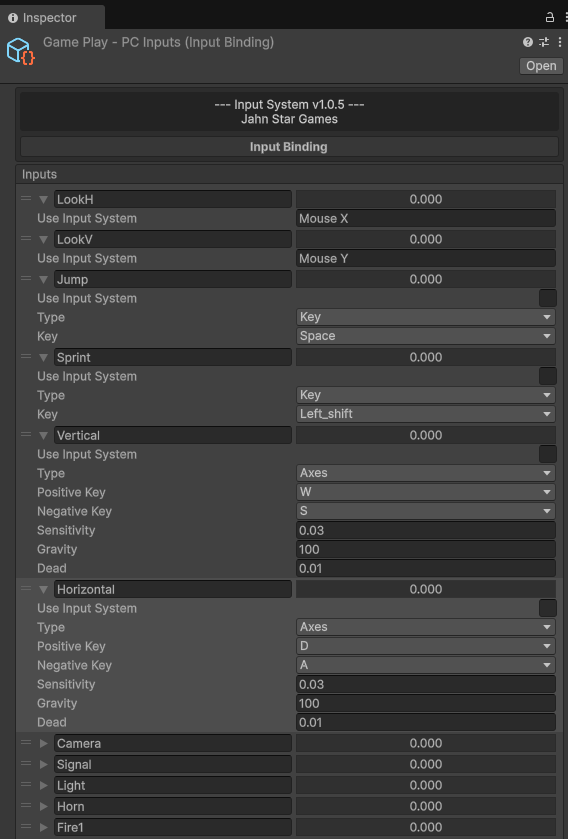 Inspector
Game Play - PC Inputs (Input Binding)
Open
--- Input System v1.0.5 ---
Jahn Star Games
Input Binding
Inputs
LookH 0.000
Use Input System Mouse X
LookV 0.000
Use Input System Mouse Y
Jump 0.000
Use Input System
Type Key
Key Space
Sprint 0.000
Use Input System
Type Key
Key Left_shift
Vertical 0.000
Use Input System
Type Axes
Positive Key W
Negative Key S
Sensitivity 0.03
Gravity 100
Dead 0.01
Horizontal 0.000
Use Input System
Type Axes
Positive Key D
Negative Key A
Sensitivity 0.03
Gravity 100
Dead 0.01
Camera 0.000
Signal 0.000
Light 0.000
Horn 0.000
Fire1 0.000